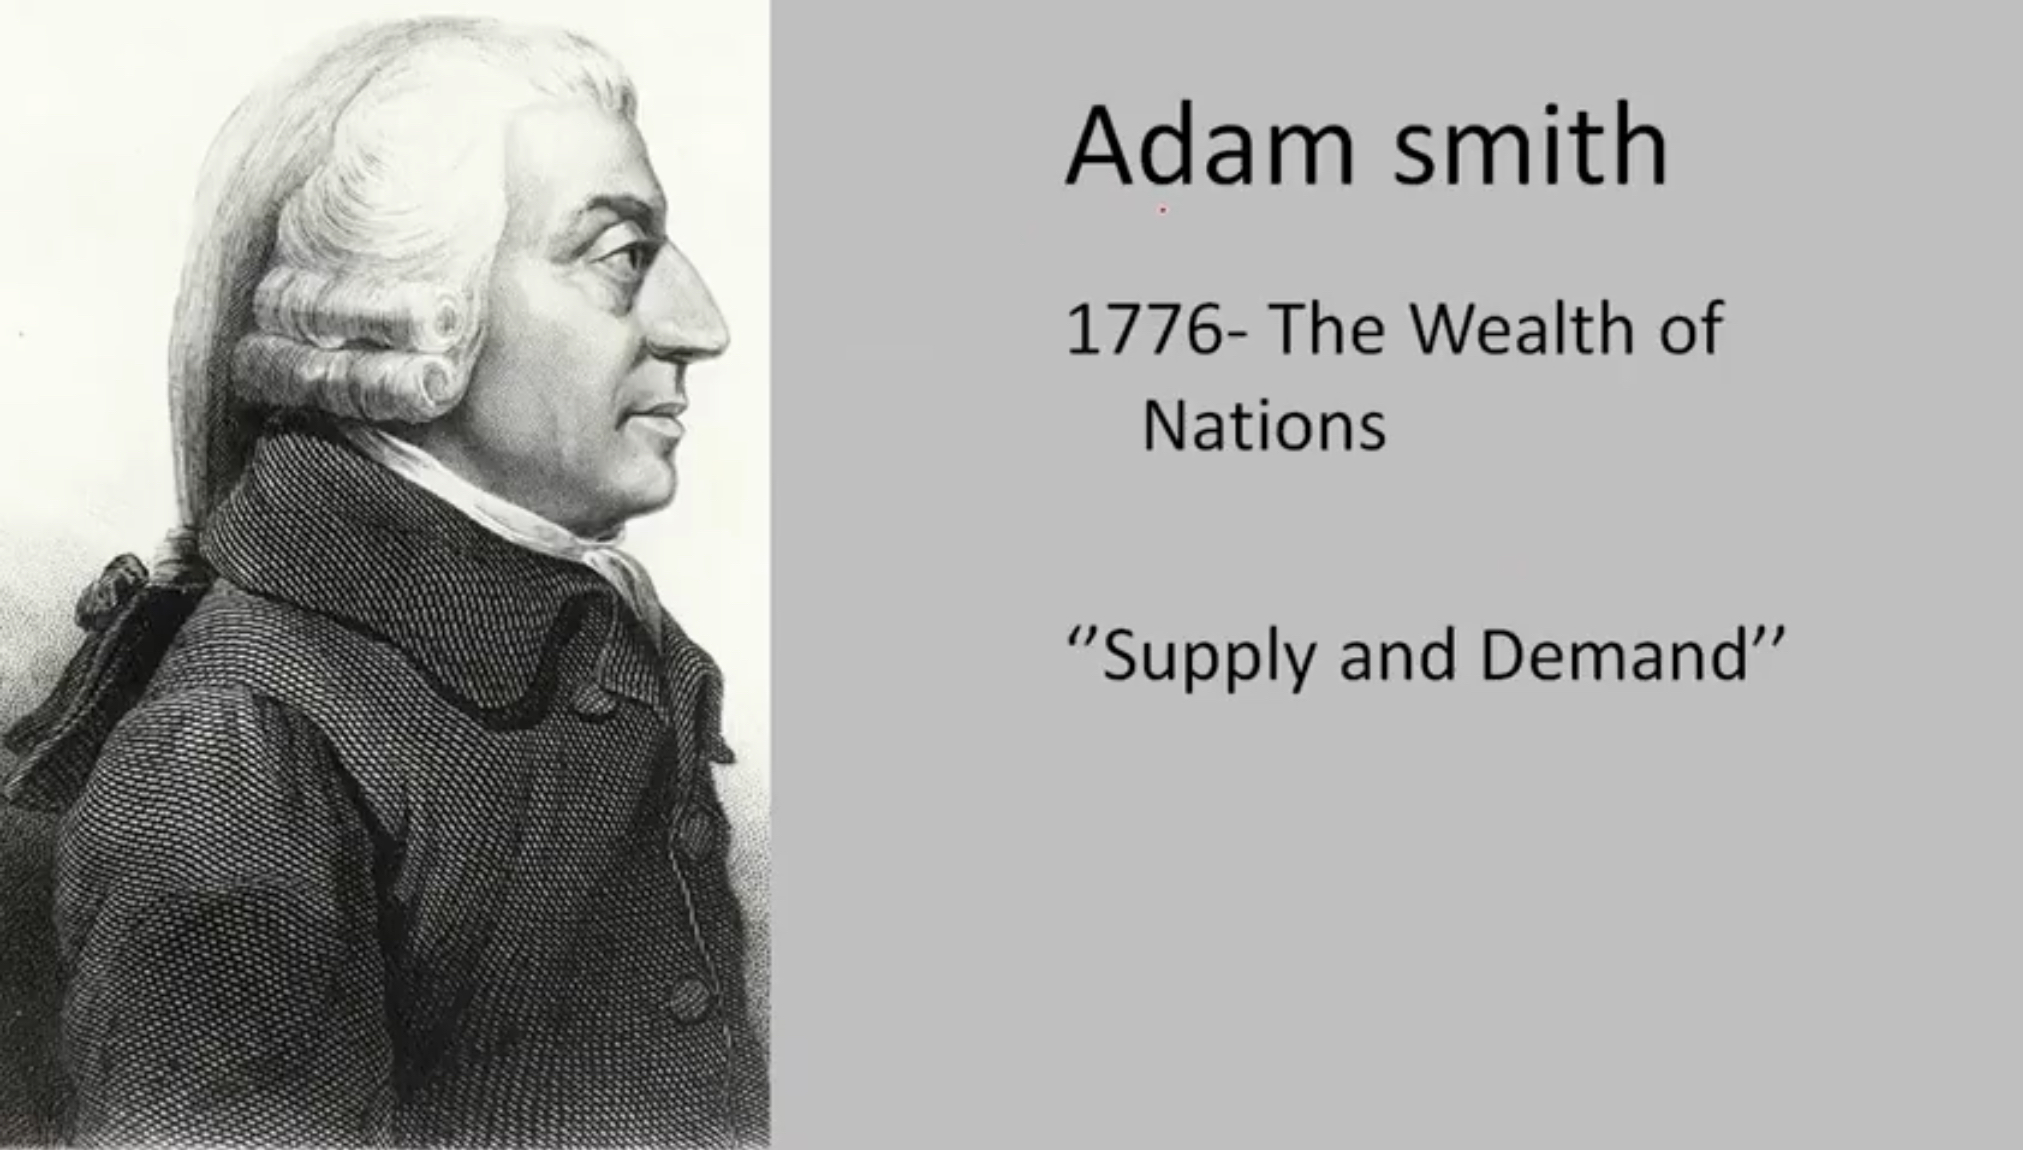 Adam smith
1776- The Wealth of
Nations
‘’Supply and Demand’’